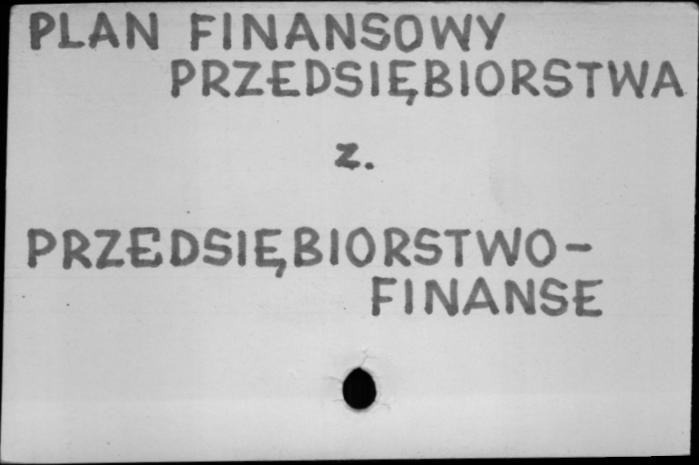 PLAN FINANSOWY
PRZEDSIĘBIORSTWA
z.
PRZEDSIĘBIORSTWO-
FINANSE